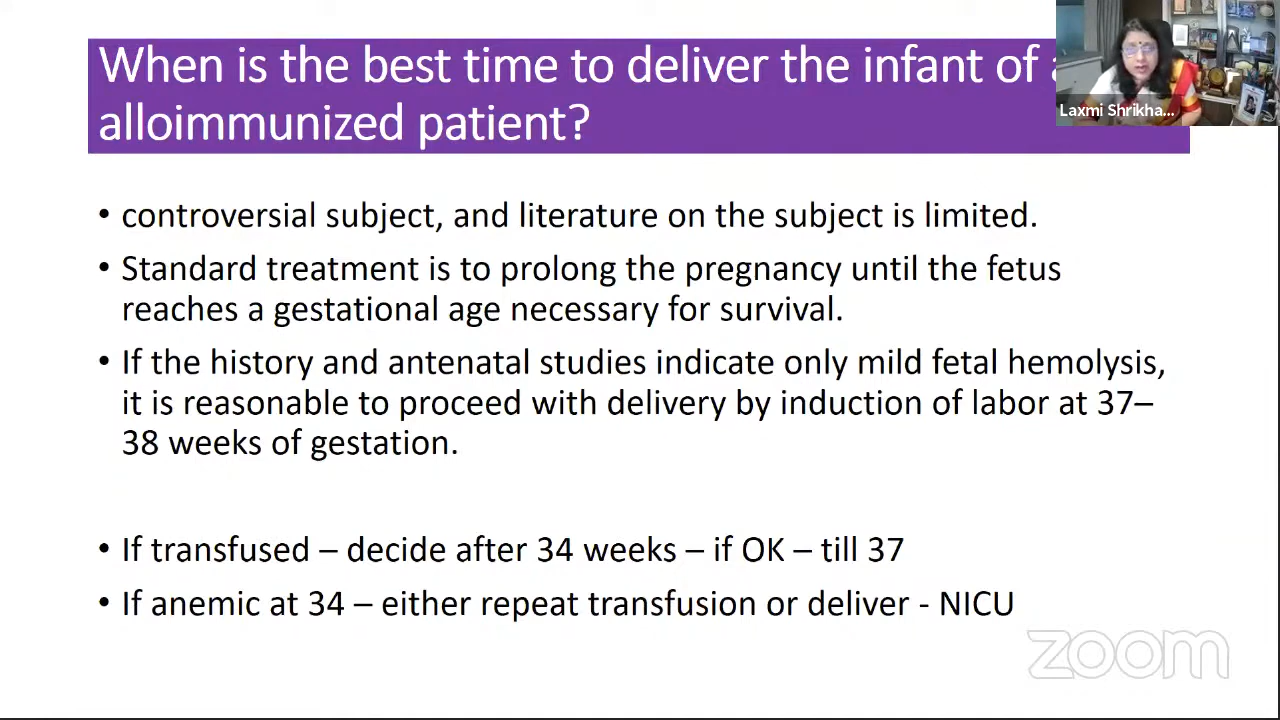 When is the best time to deliver the infant of
alloimmunized patient?
Laxmi Shrikha...
• controversial subject, and literature on the subject is limited.
• Standard treatment is to prolong the pregnancy until the fetus
reaches a gestational age necessary for survival.
• If the history and antenatal studies indicate only mild fetal hemolysis,
it is reasonable to proceed with delivery by induction of labor at 37–
38 weeks of gestation.
• If transfused – decide after 34 weeks – if OK – till 37
• If anemic at 34 – either repeat transfusion or deliver - NICU
zoom